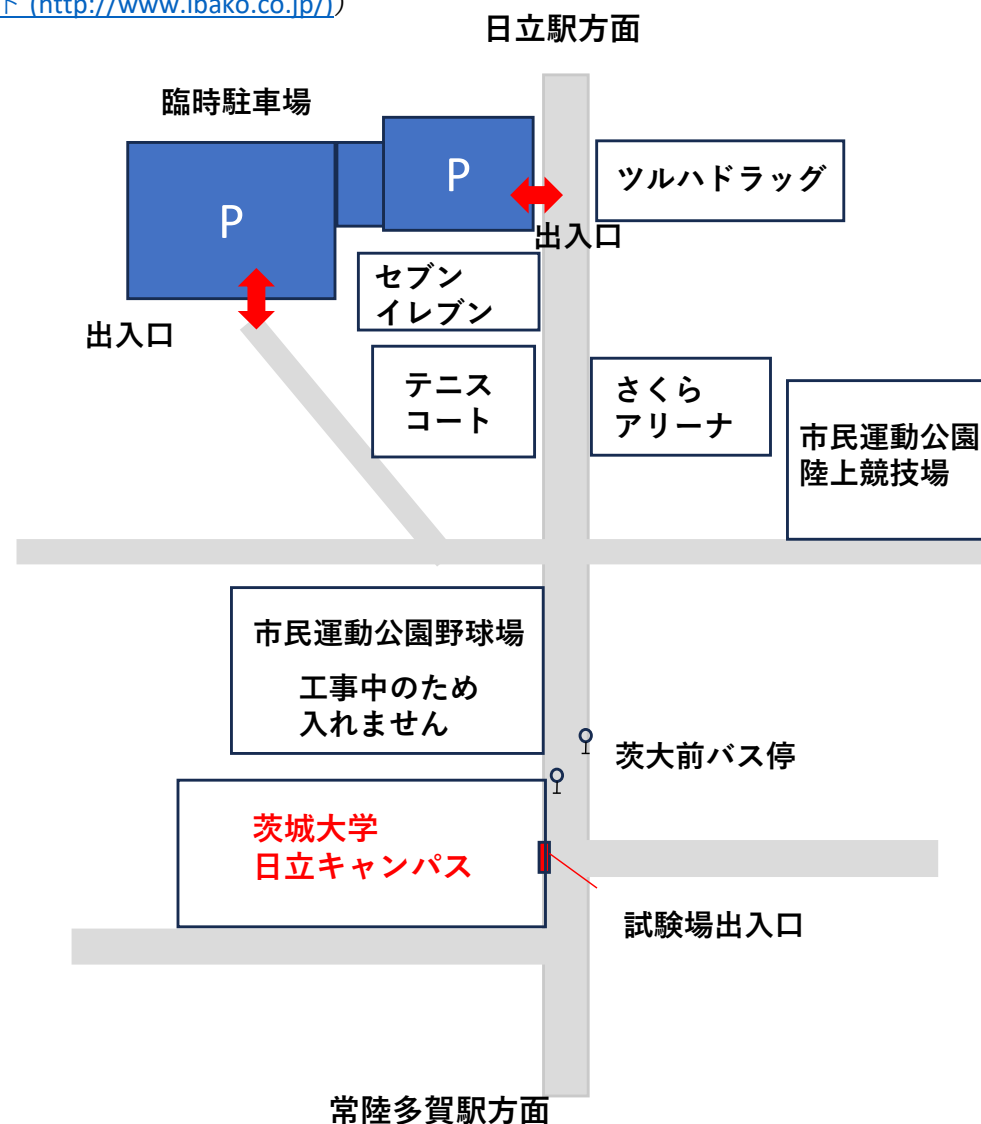 ト (http://www.ibako.co.jp/)）
日立駅方面
臨時駐車場
P
P
ツルハドラッグ
出入口
セブン
イレブン
出入口
テニス
コート
さくら
アリーナ
市民運動公園
陸上競技場
市民運動公園野球場
工事中のため
入れません
茨大前バス停
茨城大学
日立キャンパス
試験場出入口
常陸多賀駅方面